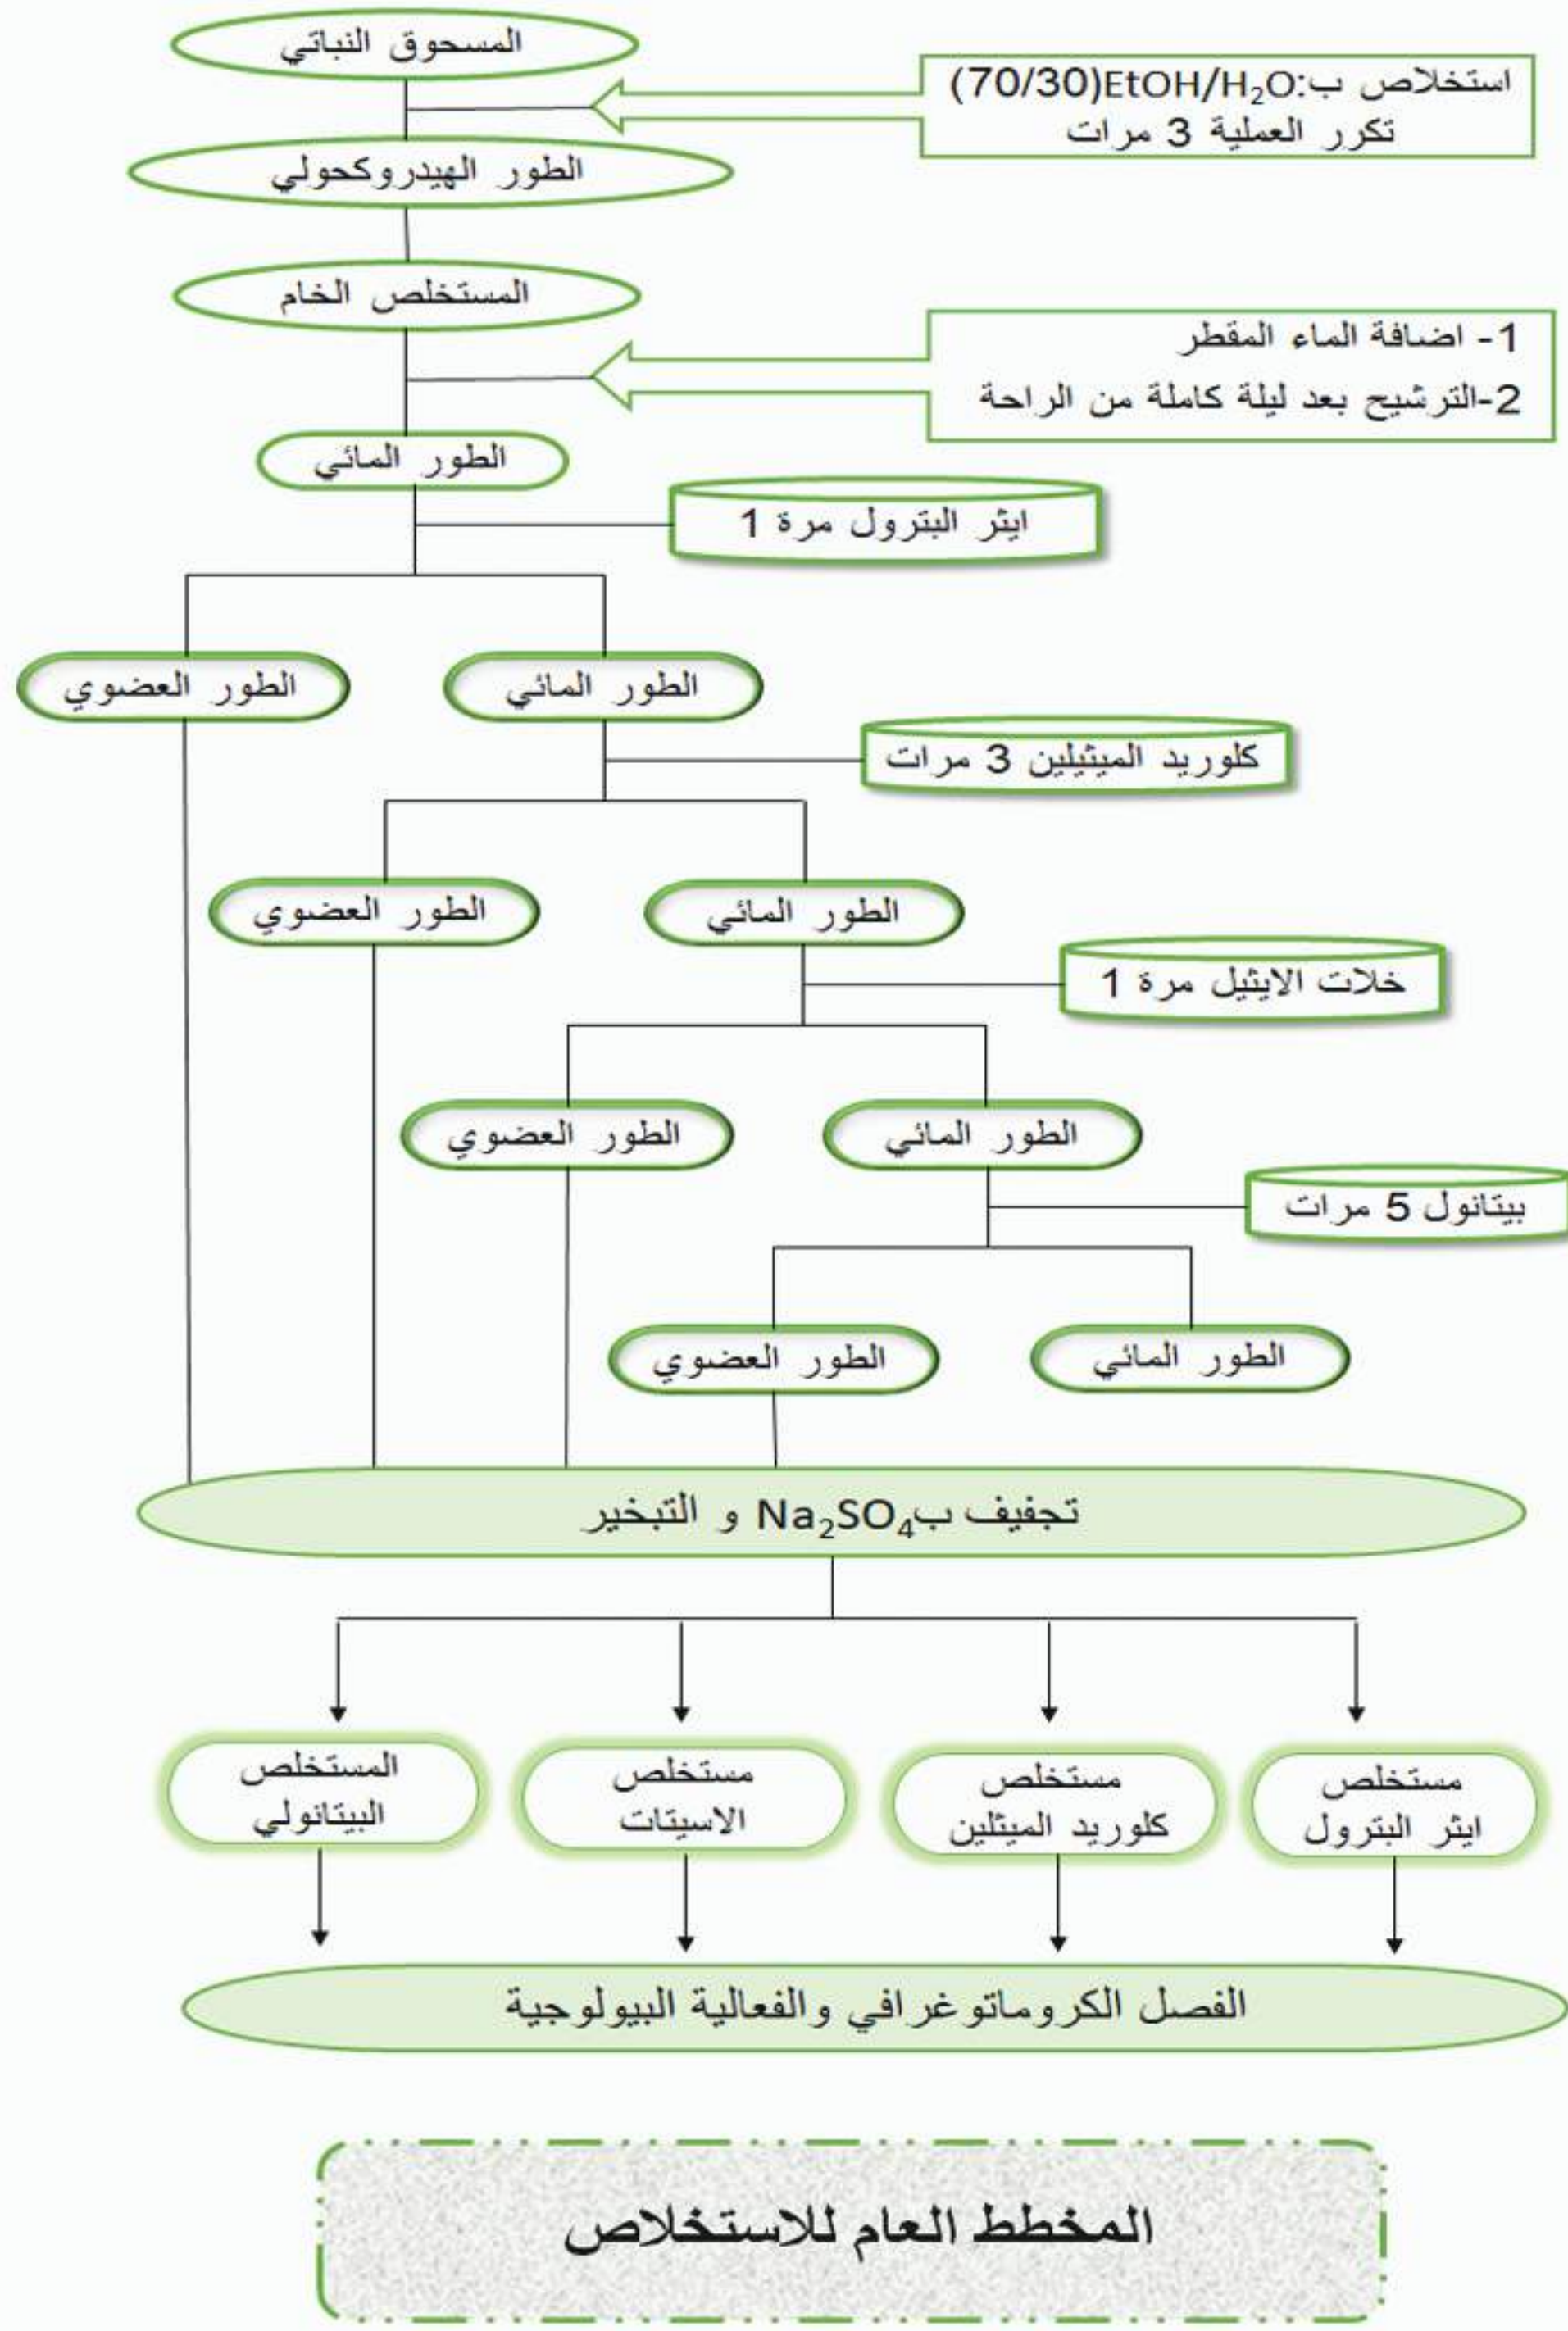 المسحوق النباتي
استخلاص ب:EtOH/H₂O(70/30)
تكرر العملية 3 مرات
الطور الهيدروكحولي
المستخلص الخام
1- اضافة الماء المقطر
2-الترشيح بعد ليلة كاملة من الراحة
الطور المائي
ايثر البترول مرة 1
الطور المائي
الطور العضوي
كلوريد الميثيلين 3 مرات
الطور المائي
الطور العضوي
خلات الايثيل مرة 1
الطور المائي
الطور العضوي
بيتانول 5 مرات
الطور المائي
الطور العضوي
تجفيف بNa₂SO₄ و التبخير
مستخلص
ايثر البترول
مستخلص
كلوريد الميثلين
مستخلص
الاسيتات
المستخلص
البيتانولي
الفصل الكروماتوغرافي والفعالية البيولوجية
المخطط العام للاستخلاص